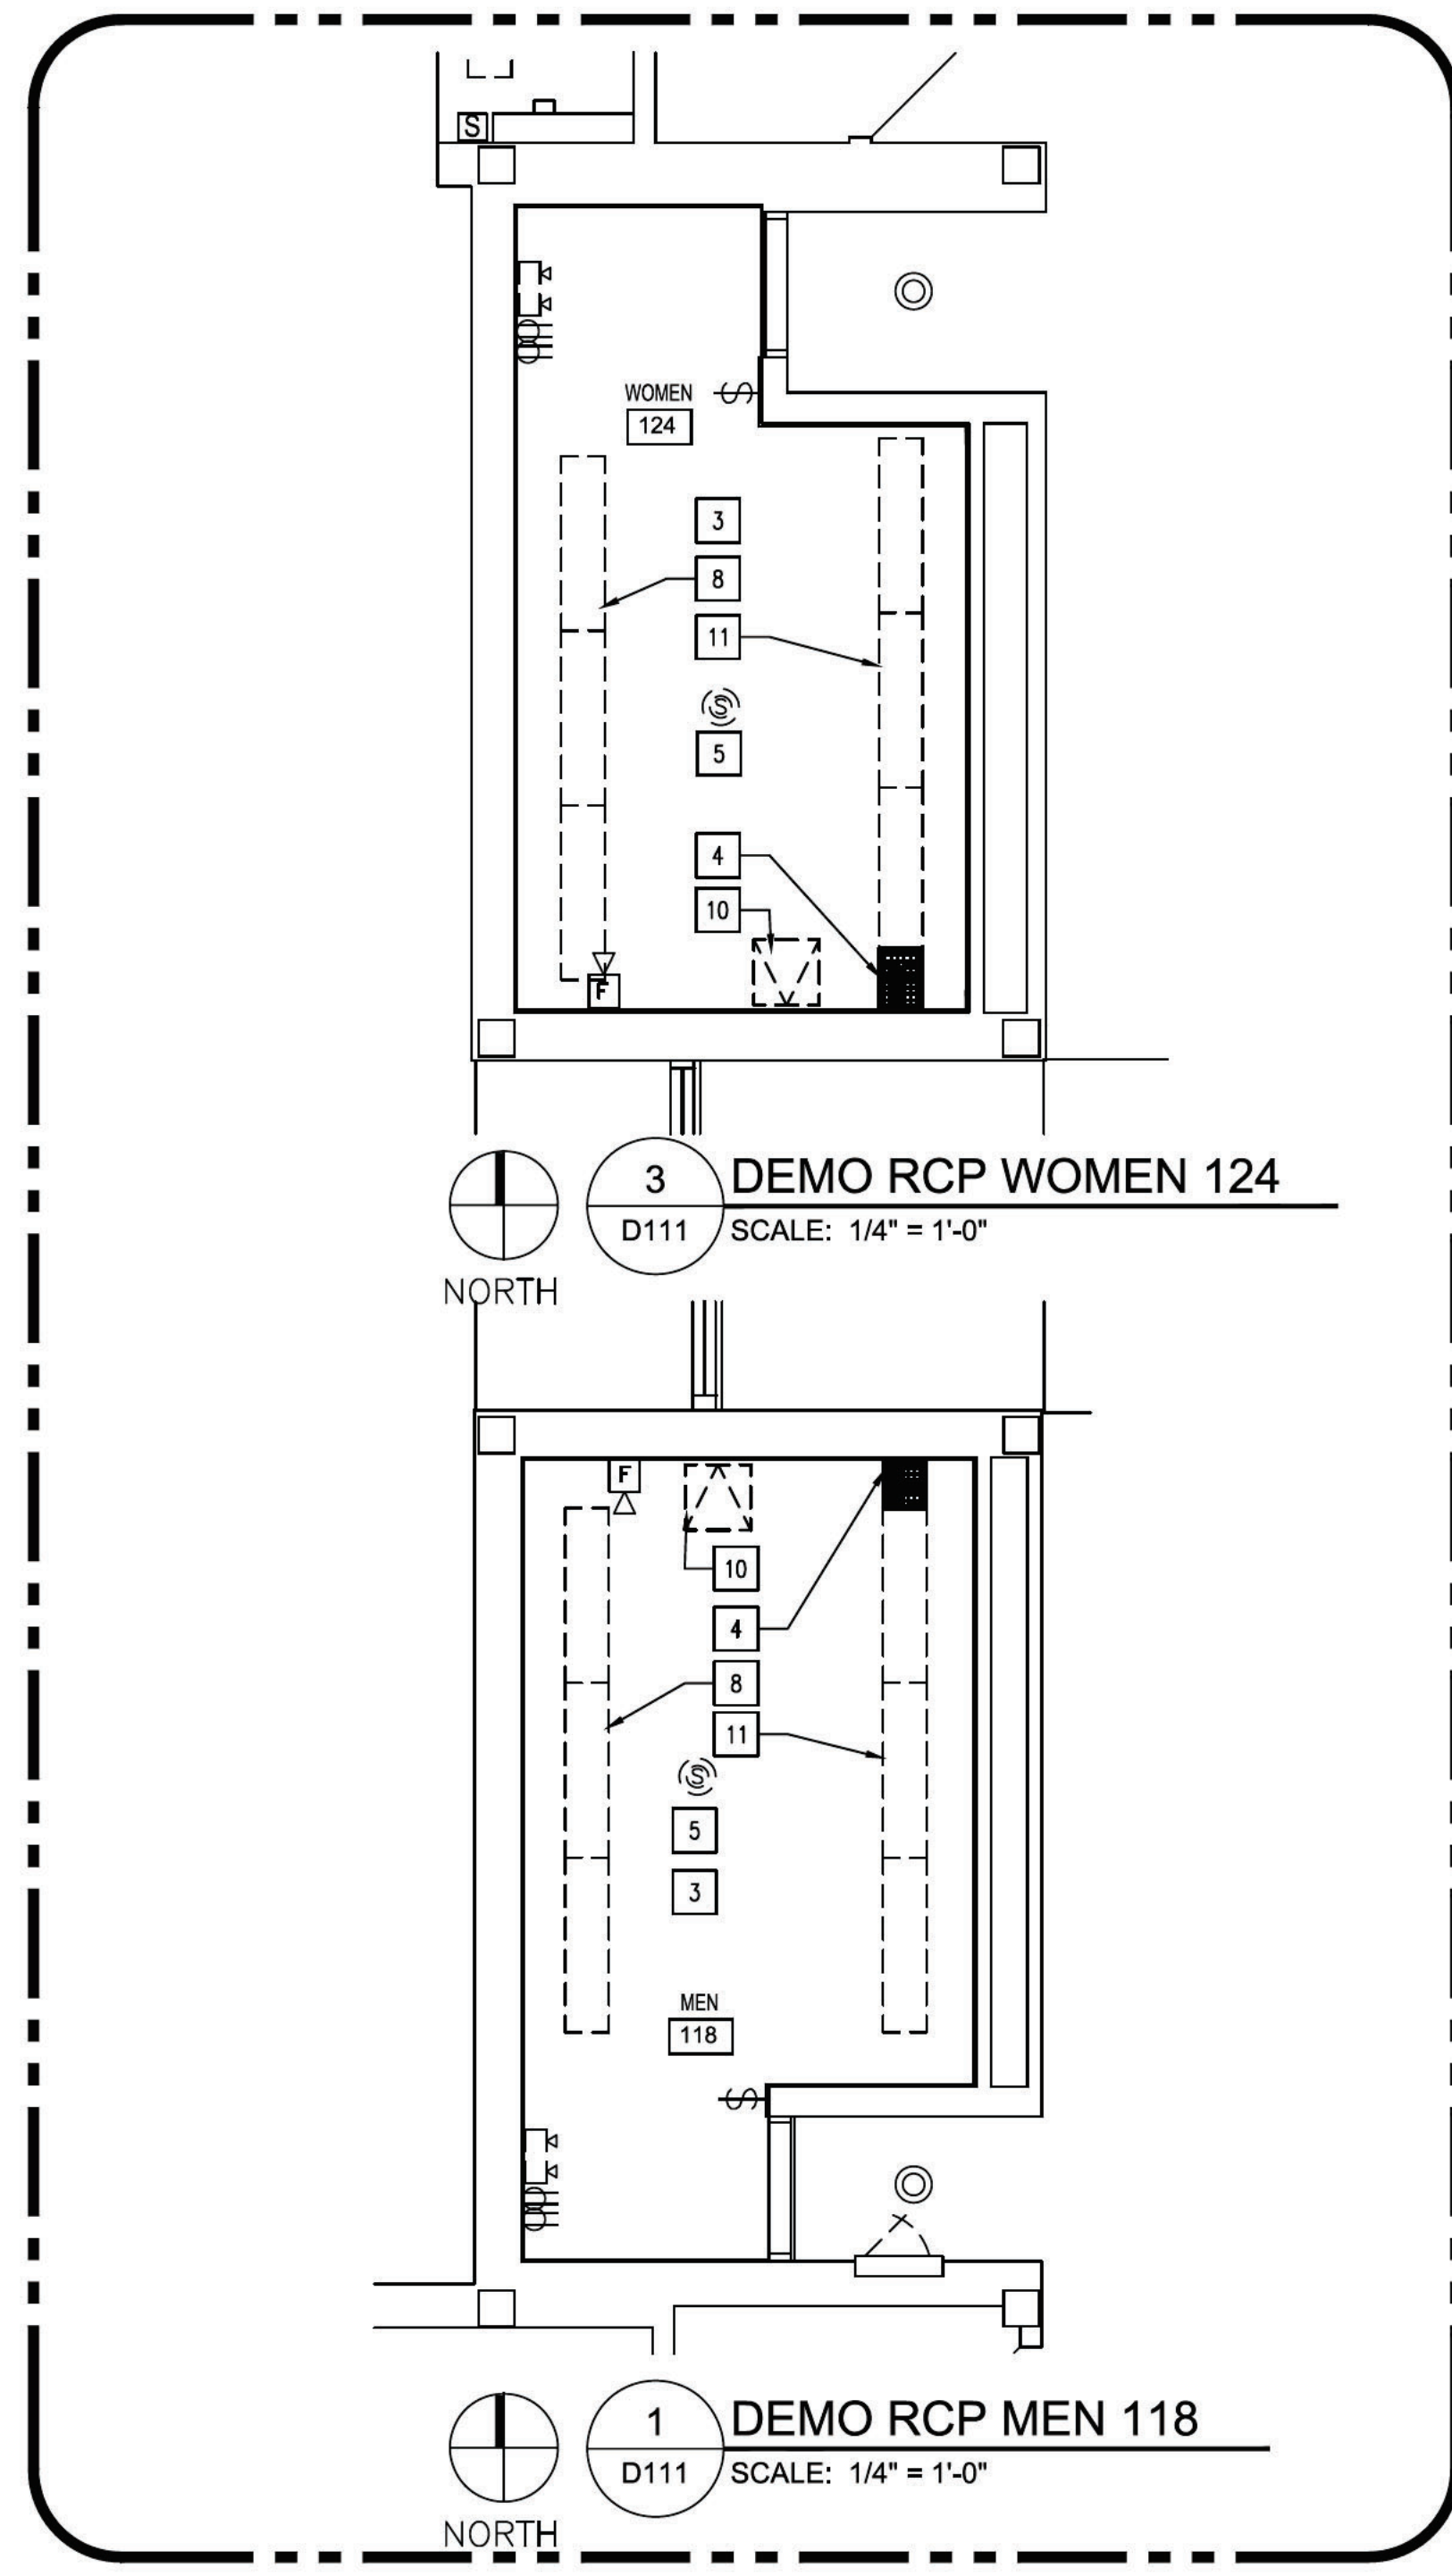 S
WOMEN
124
3
8
11
S
5
4
10
F
3
D111
DEMO RCP WOMEN 124
SCALE: 1/4" = 1'-0"
NORTH
F
10
4
8
11
S
5
3
MEN
118
1
D111
DEMO RCP MEN 118
SCALE: 1/4" = 1'-0"
NORTH